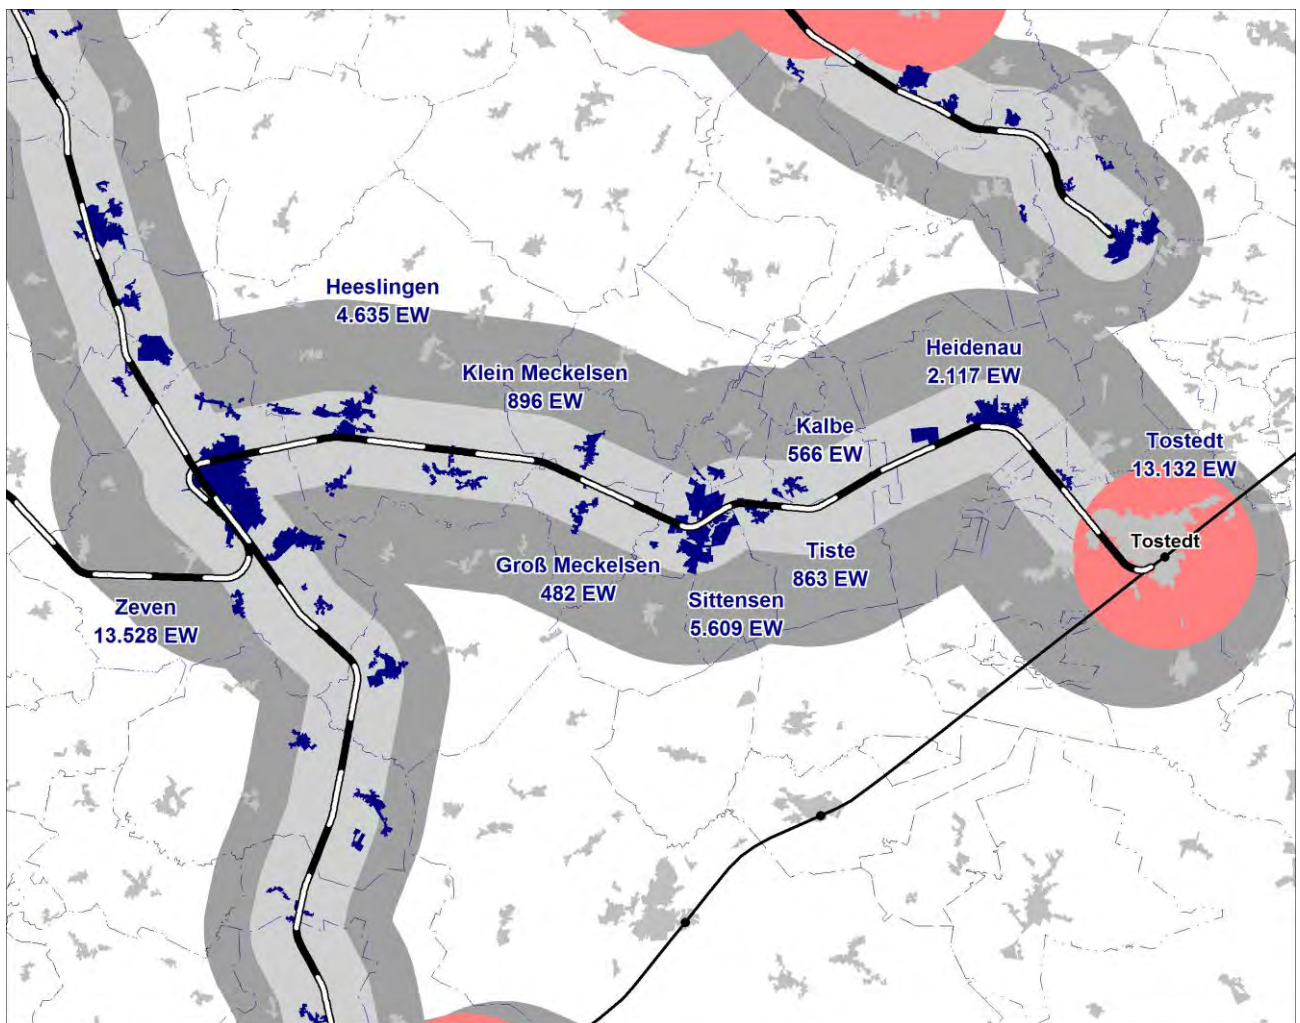 Heeslingen
4.635 EW
Klein Meckelsen
896 EW
Heidenau
2.117 EW
Kalbe
566 EW
Tostedt
13.132 EW
Tostedt
Groß Meckelsen
482 EW
Tiste
863 EW
Sittensen
5.609 EW
Zeven
13.528 EW